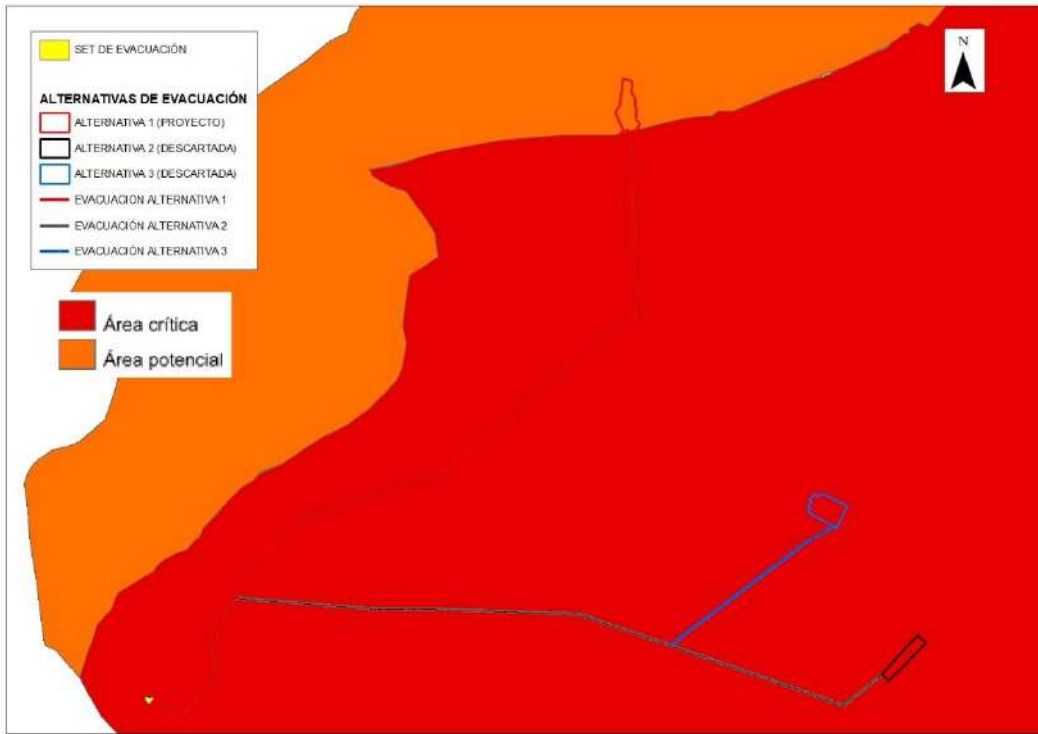 SET DE EVACUACIÓN
ALTERNATIVAS DE EVACUACIÓN
ALTERNATIVA 1 (PROYECTO)
ALTERNATIVA 2 (DESCARTADA)
ALTERNATIVA 3 (DESCARTADA)
EVACUACION ALTERNATIVA 1
EVACUACIÓN ALTERNATIVA 2
EVACUACIÓN ALTERNATIVA 3
Área crítica
Área potencial
N